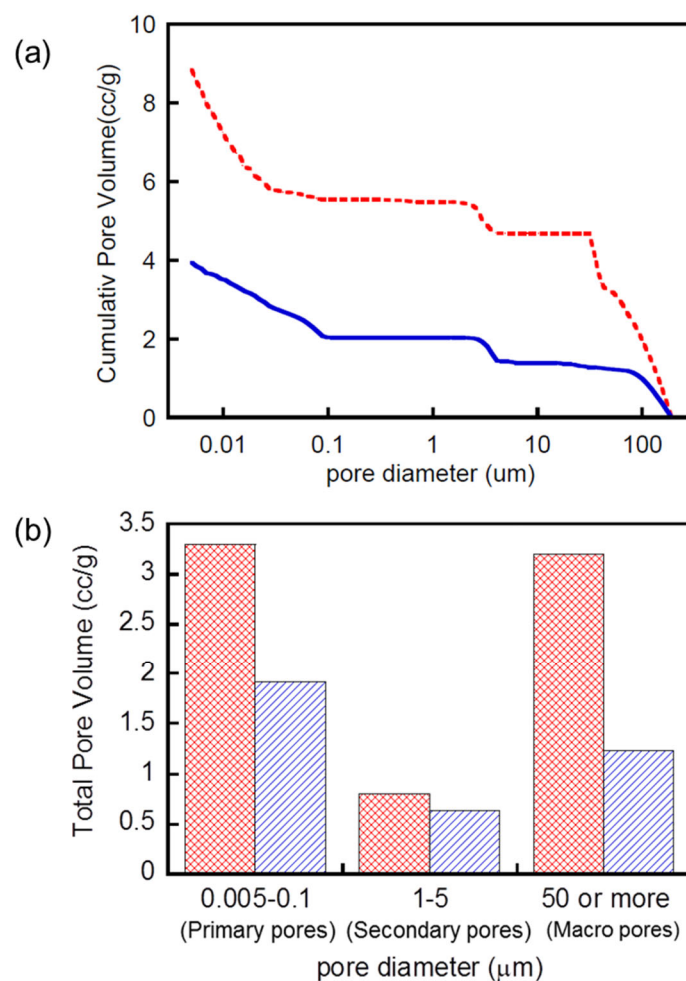 (a)
Cumulativ Pore Volume(cc/g)
10
8
6
4
2
0
0.01 0.1 1 10 100
pore diameter (um)
(b)
Total Pore Volume (cc/g)
3.5
3
2.5
2
1.5
1
0.5
0
0.005-0.1 1-5 50 or more
(Primary pores) (Secondary pores) (Macro pores)
pore diameter (μm)